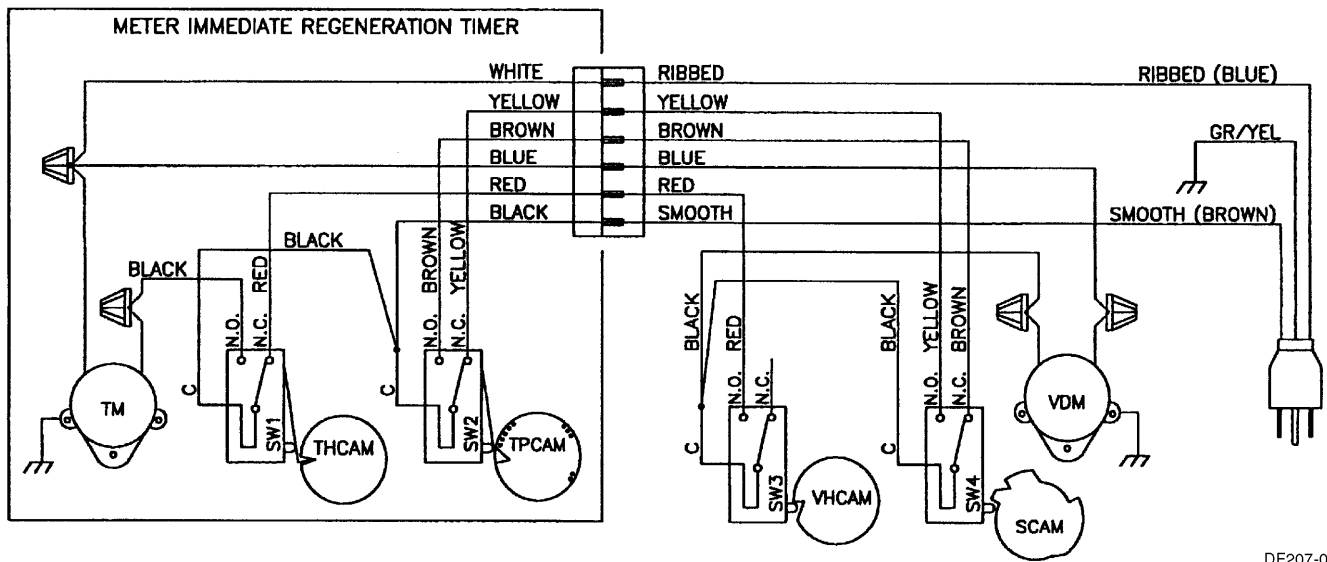 METER IMMEDIATE REGENERATION TIMER
WHITE
RIBBED
RIBBED (BLUE)
YELLOW
YELLOW
BROWN
BROWN
GR/YEL
BLUE
BLUE
RED
RED
BLACK
SMOOTH
SMOOTH (BROWN)
BLACK
BLACK
RED
BROWN
YELLOW
N.O.
N.C.
N.O.
N.C.
C
C
TM
SW1
THCAM
SW2
TPCAM
BLACK
RED
BLACK
YELLOW
BROWN
N.O.
N.C.
N.O.
N.C.
C
C
VDM
SW3
VHCAM
SW4
SCAM
DF207-0